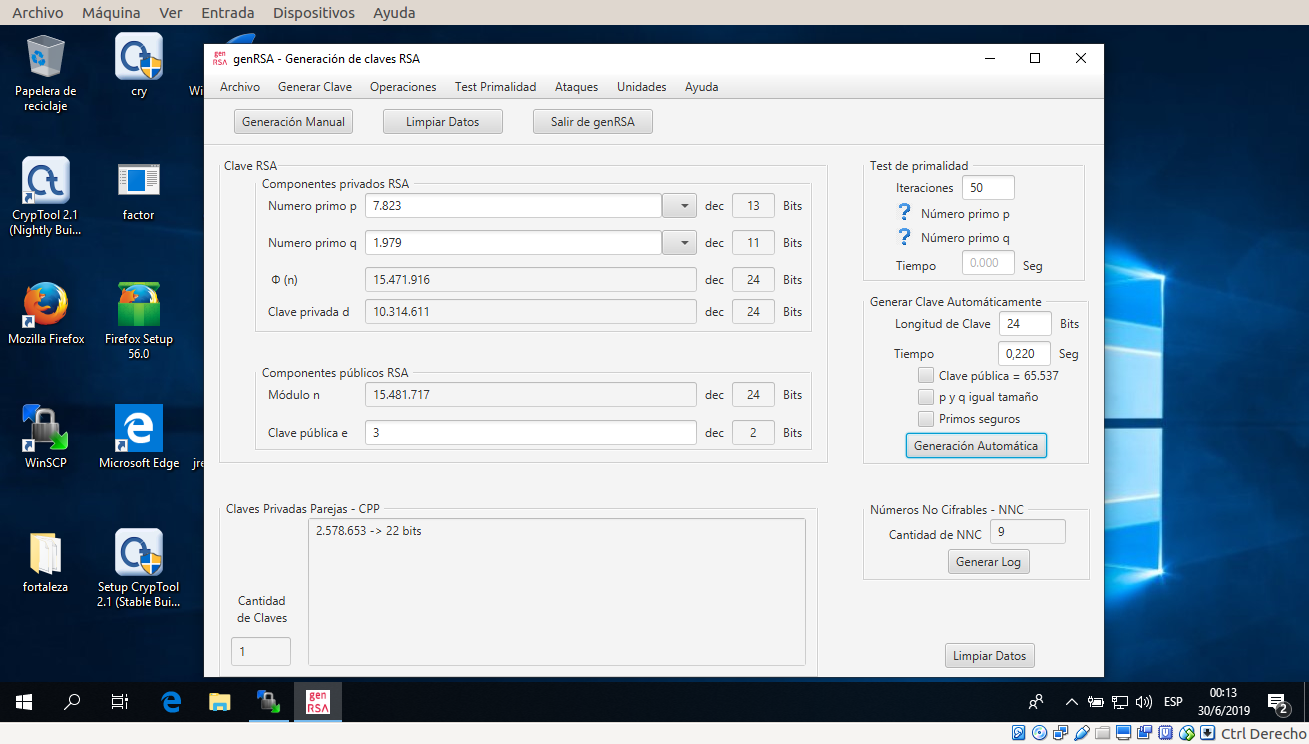 Archivo Máquina Ver Entrada Dispositivos Ayuda
Papelera de
reciclaje
cry
Wi
CrypTool 2.1
(Nightly Bui...
factor
Mozilla Firefox
Firefox Setup
56.0
WinSCP
Microsoft Edge
jre
fortaleza
Setup CrypTool
2.1 (Stable Bui...
gen
RSA
genRSA - Generación de claves RSA
Archivo Generar Clave Operaciones Test Primalidad Ataques Unidades Ayuda
Generación Manual Limpiar Datos Salir de genRSA
Clave RSA
Componentes privados RSA
Numero primo p 7.823 dec 13 Bits
Numero primo q 1.979 dec 11 Bits
Φ (n) 15.471.916 dec 24 Bits
Clave privada d 10.314.611 dec 24 Bits
Componentes públicos RSA
Módulo n 15.481.717 dec 24 Bits
Clave pública e 3 dec 2 Bits
Test de primalidad
Iteraciones 50
? Número primo p
? Número primo q
Tiempo 0.000 Seg
Generar Clave Automáticamente
Longitud de Clave 24 Bits
Tiempo 0,220 Seg
Clave pública = 65.537
p y q igual tamaño
Primos seguros
Generación Automática
Claves Privadas Parejas - CPP
2.578.653 -> 22 bits
Cantidad
de Claves
1
Números No Cifrables - NNC
Cantidad de NNC 9
Generar Log
Limpiar Datos
gen
RSA
ESP
00:13
30/6/2019
2
Ctrl Derecho